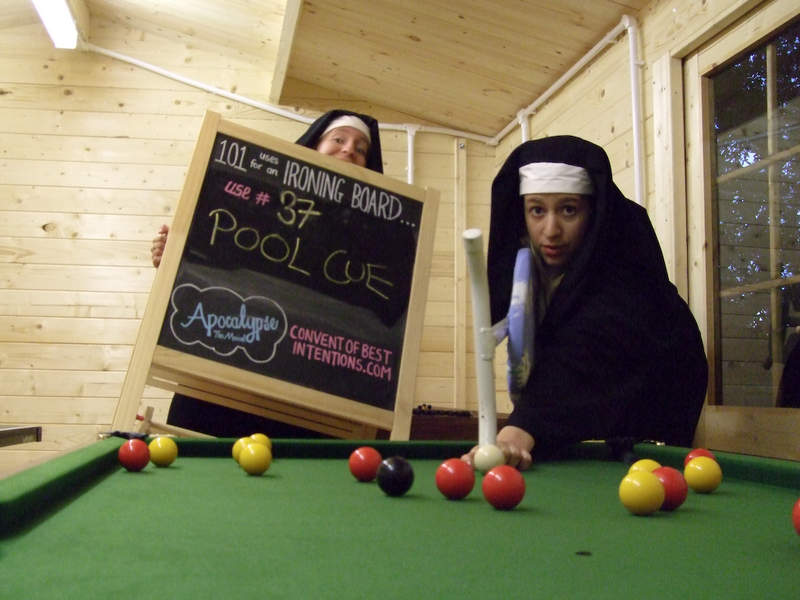 101 uses for an IRONING BOARD...
use # 37
POOL CUE
Apocalypse
The Musical
CONVENT OF BEST
INTENTIONS.COM